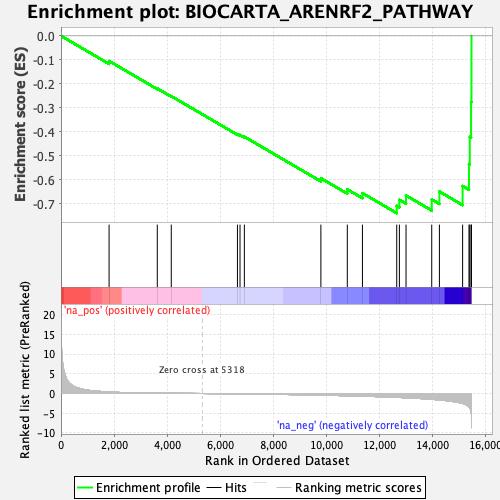 Enrichment plot: BIOCARTA_ARENRF2_PATHWAY
Enrichment score (ES)
0.0
-0.1
-0.2
-0.3
-0.4
-0.5
-0.6
-0.7
'na_pos' (positively correlated)
Ranked list metric (PreRanked)
20
15
10
5
0
-5
-10
Zero cross at 5318
'na_neg' (negatively correlated)
0 2,000 4,000 6,000 8,000 10,000 12,000 14,000 16,000
Rank in Ordered Dataset
Enrichment profile Hits Ranking metric scores